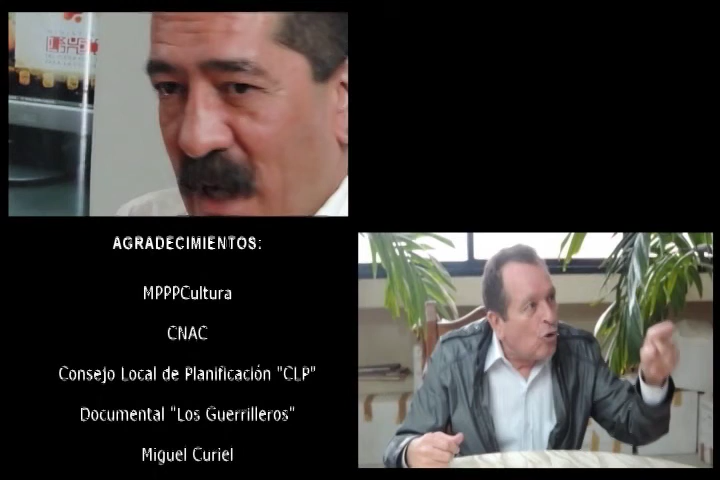 AGRADECIMIENTOS:
MPPPCultura
CNAC
Consejo Local de Planificación "CLP"
Documental "Los Guerrilleros"
Miguel Curiel